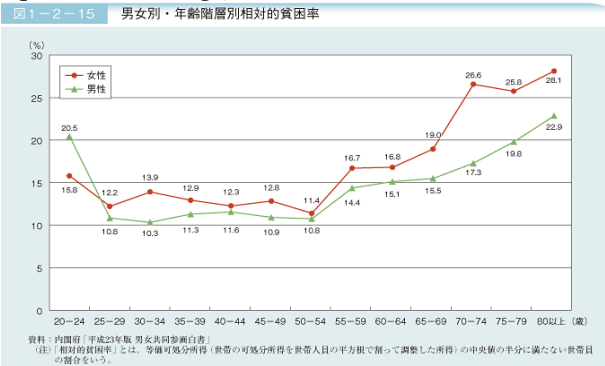 図1－2－15 男女別・年齢階層別相対的貧困率
(%)
30
25
20
15
10
5
0
女性
男性
15.8 12.2 13.9 12.9 12.3 12.8 11.4 16.7 16.8 19.0 26.6 25.8 28.1
20.5 10.8 10.3 11.3 11.6 10.9 10.8 14.4 15.1 15.5 17.3 19.8 22.9
20－24 25－29 30－34 35－39 40－44 45－49 50－54 55－59 60－64 65－69 70－74 75－79 80以上 (歳)
資料：内閣府「平成23年版 男女共同参画白書」
(注)「相対的貧困率」とは、等価可処分所得(世帯の可処分所得を世帯人員の平方根で割って調整した所得)の中央値の半分に満たない世帯員
の割合をいう。